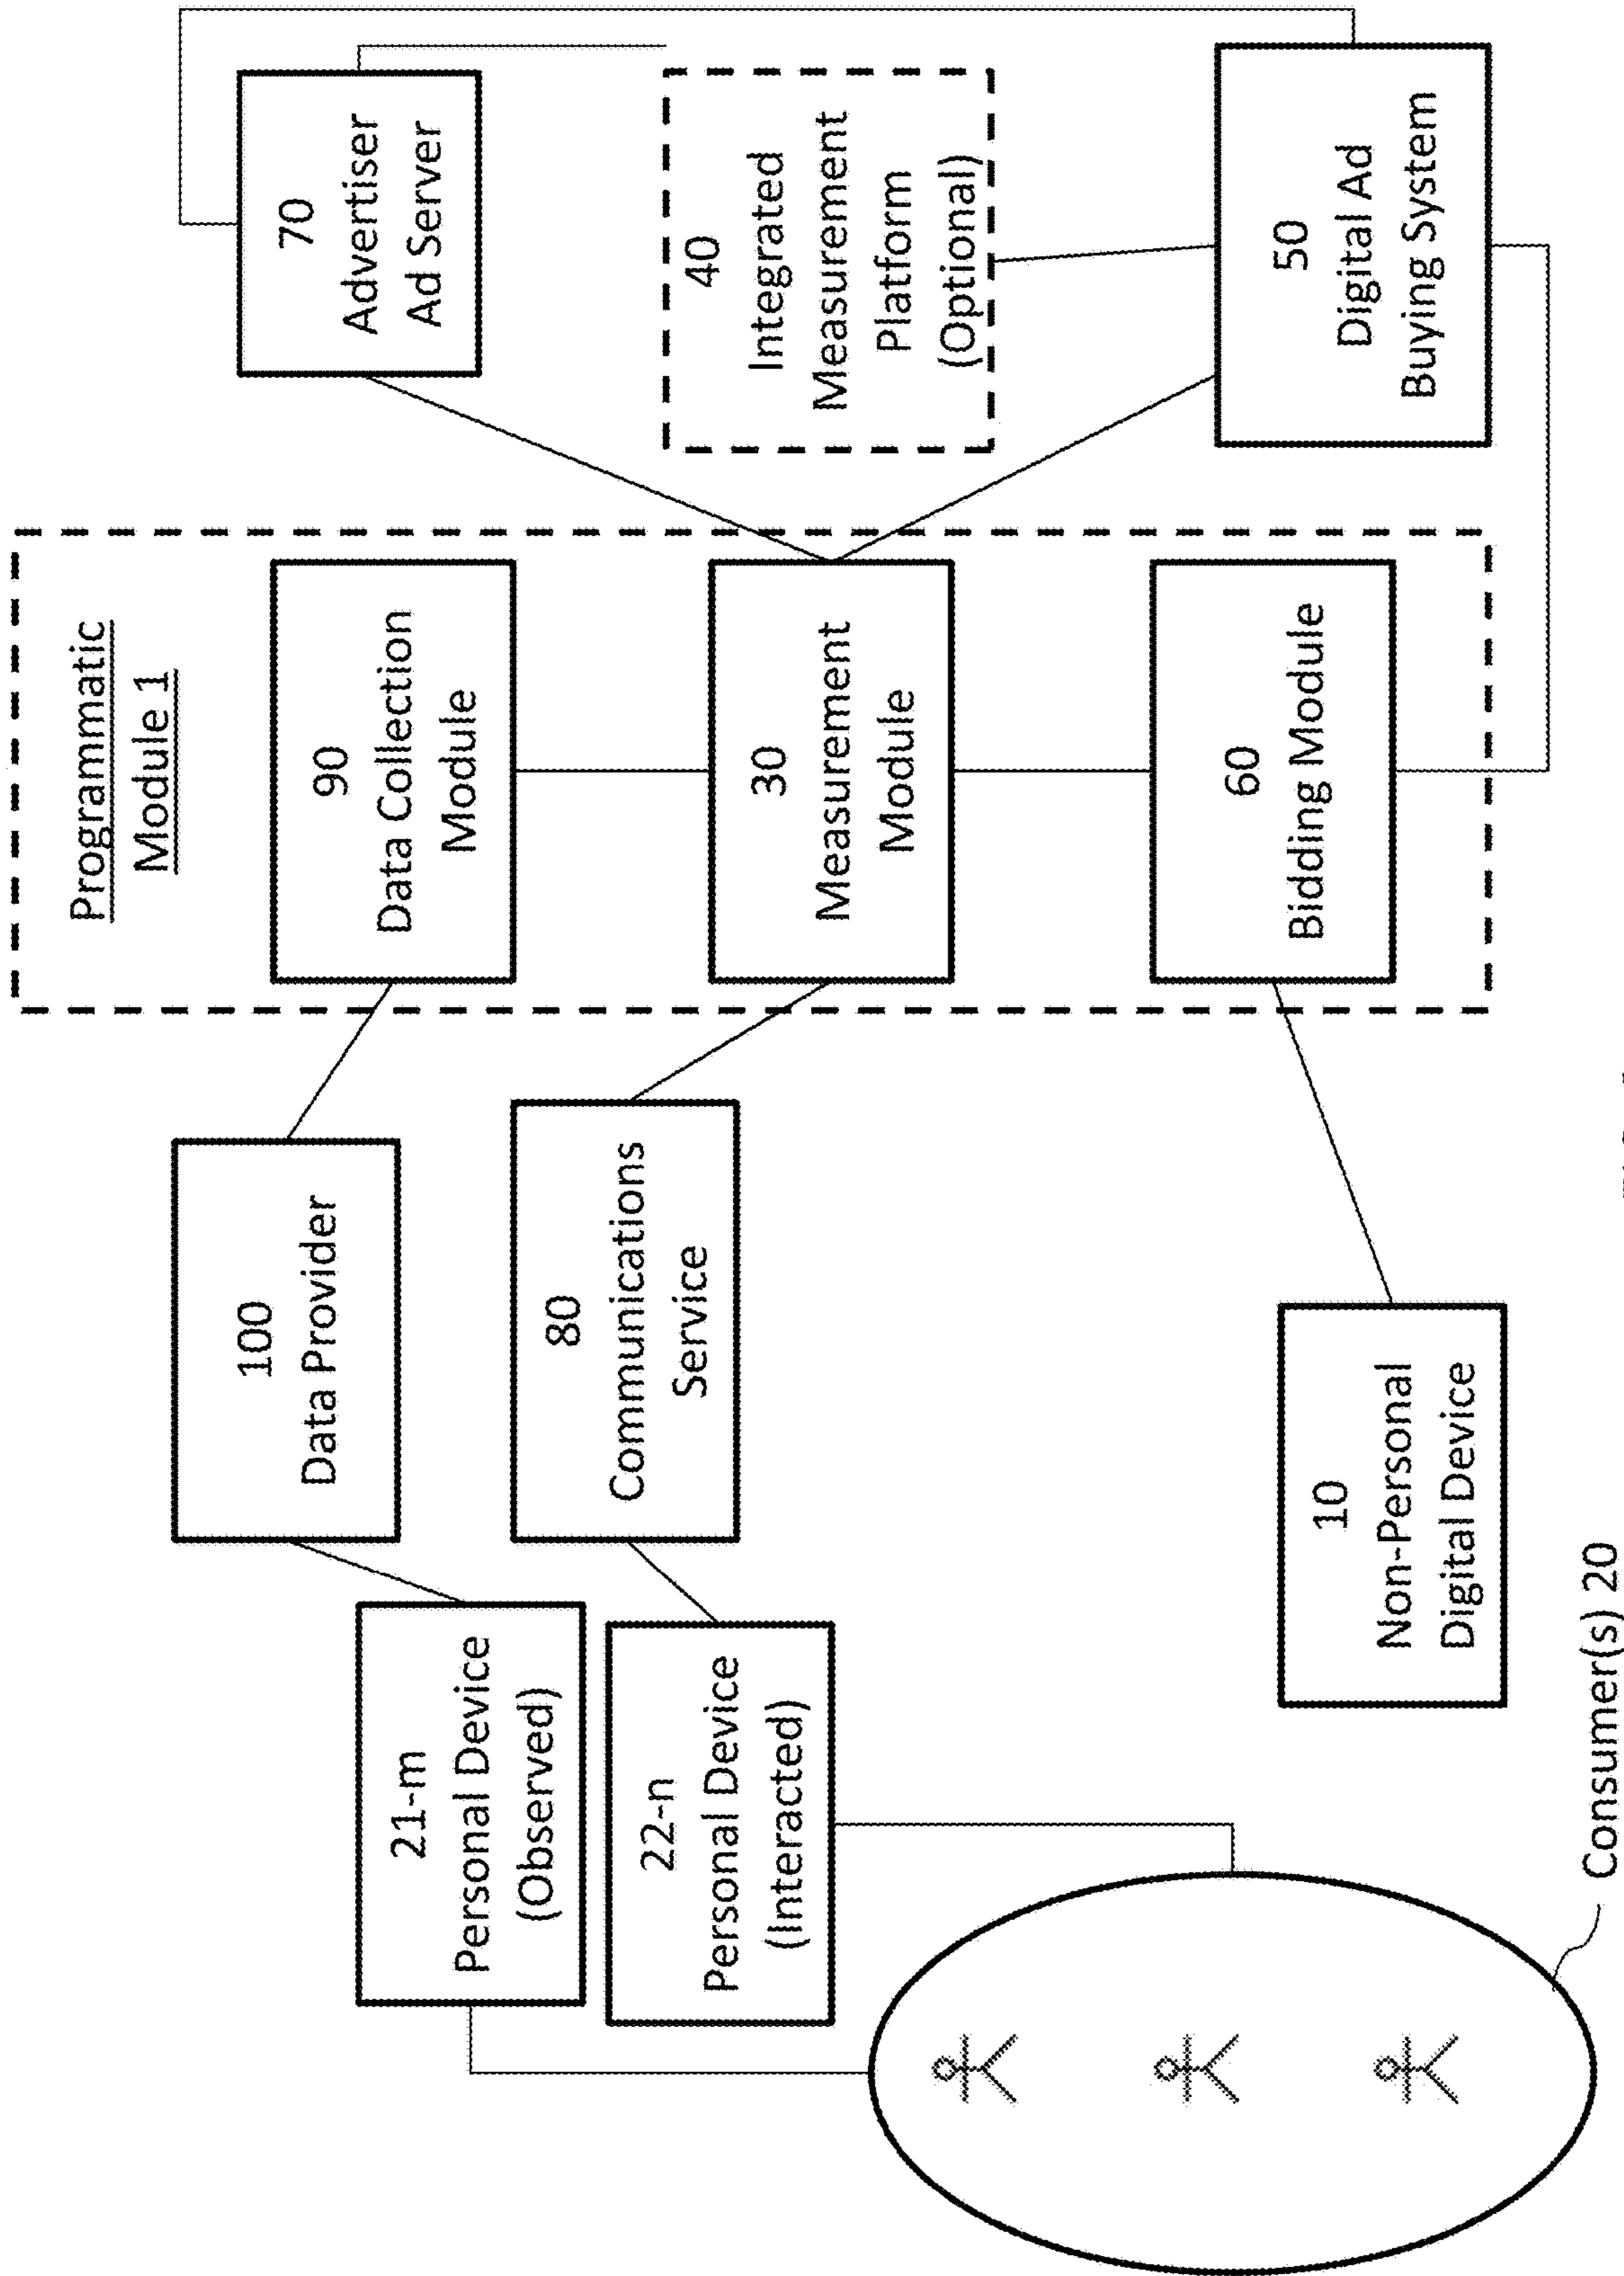 Programmatic
Module 1
21-m
Personal Device
(Observed)
100
Data Provider
90
Data Collection
Module
70
Advertiser
Ad Server
22-n
Personal Device
(Interacted)
80
Communications
Service
30
Measurement
Module
40
Integrated
Measurement
Platform
(Optional)
10
Non-Personal
Digital Device
60
Bidding Module
50
Digital Ad
Buying System
Consumer(s) 20